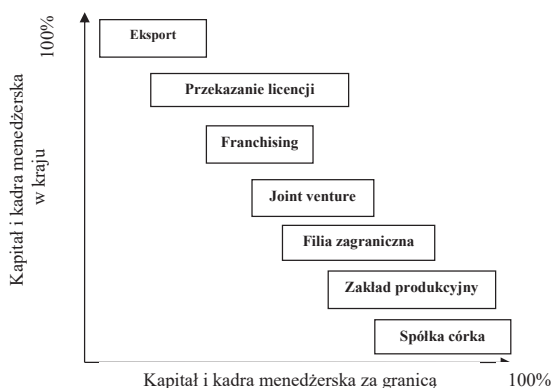 100%
Kapitał i kadra menedżerska
w kraju
Eksport
Przekazanie licencji
Franchising
Joint venture
Filia zagraniczna
Zakład produkcyjny
Spółka córka
Kapitał i kadra menedżerska za granicą
100%